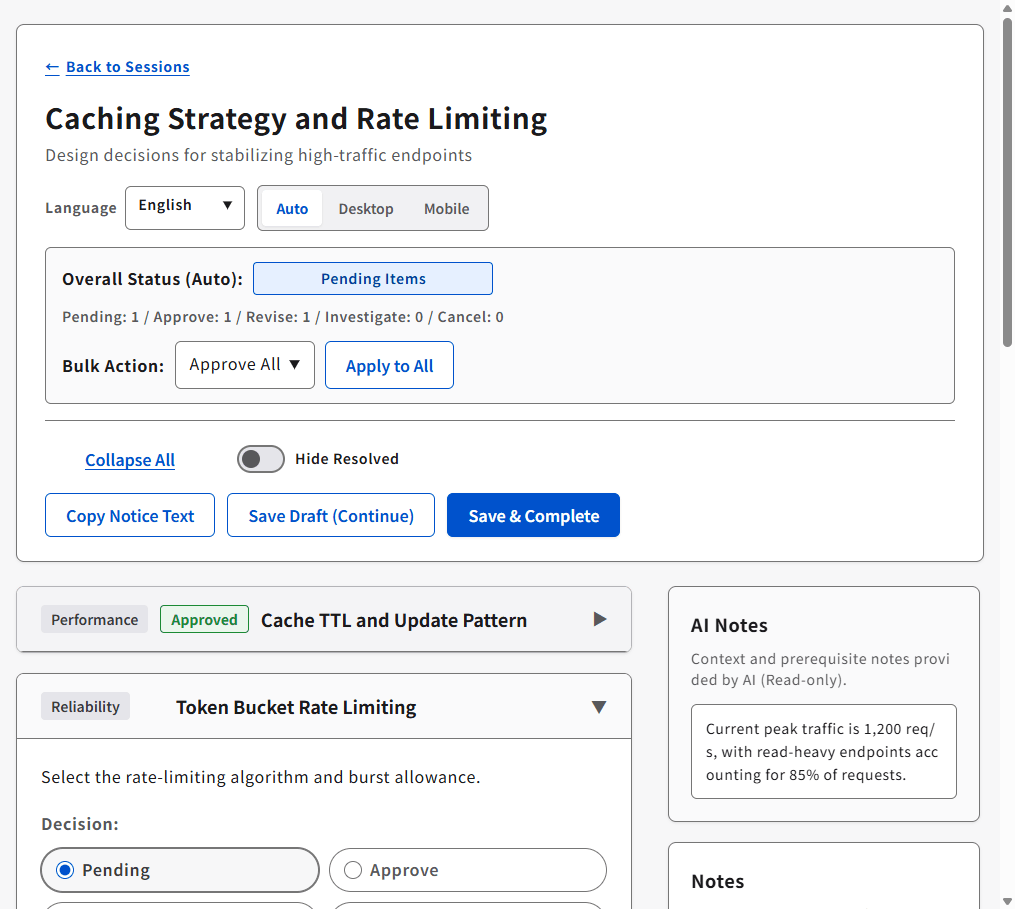 ← Back to Sessions
Caching Strategy and Rate Limiting
Design decisions for stabilizing high-traffic endpoints
Language English ▼ Auto Desktop Mobile
Overall Status (Auto): Pending Items
Pending: 1 / Approve: 1 / Revise: 1 / Investigate: 0 / Cancel: 0
Bulk Action: Approve All ▼ Apply to All
Collapse All Hide Resolved
Copy Notice Text Save Draft (Continue) Save & Complete
Performance Approved Cache TTL and Update Pattern ▶
Reliability Token Bucket Rate Limiting ▼
Select the rate-limiting algorithm and burst allowance.
Decision:
Pending Approve
AI Notes
Context and prerequisite notes provi
ded by AI (Read-only).
Current peak traffic is 1,200 req/
s, with read-heavy endpoints acc
ounting for 85% of requests.
Notes